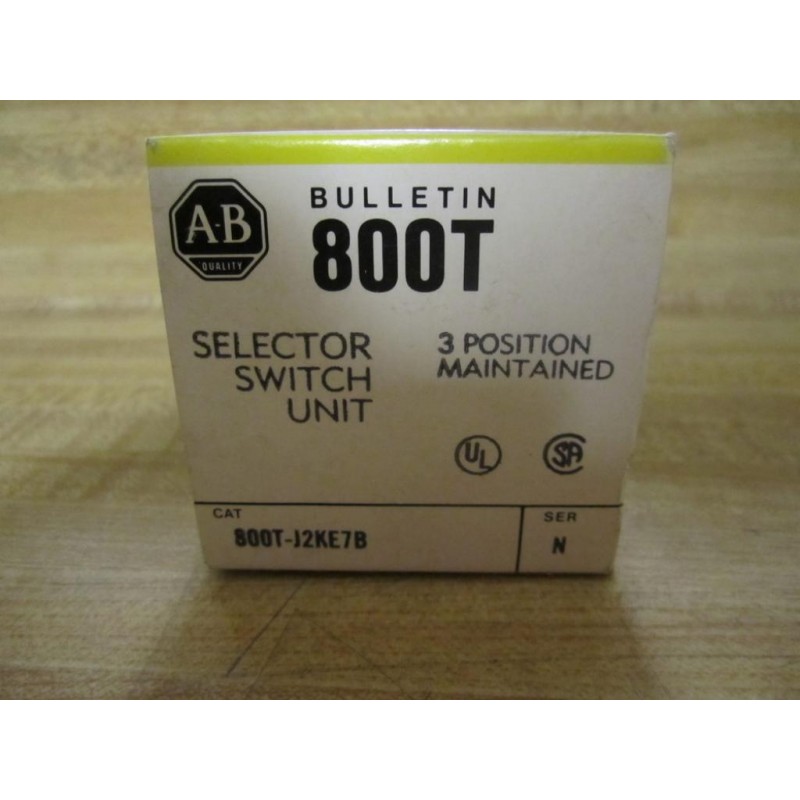 A-B
QUALITY
BULLETIN
800T
SELECTOR
SWITCH
UNIT
3 POSITION
MAINTAINED
UL
SA
CAT
800T-J2KE7B
SER
N